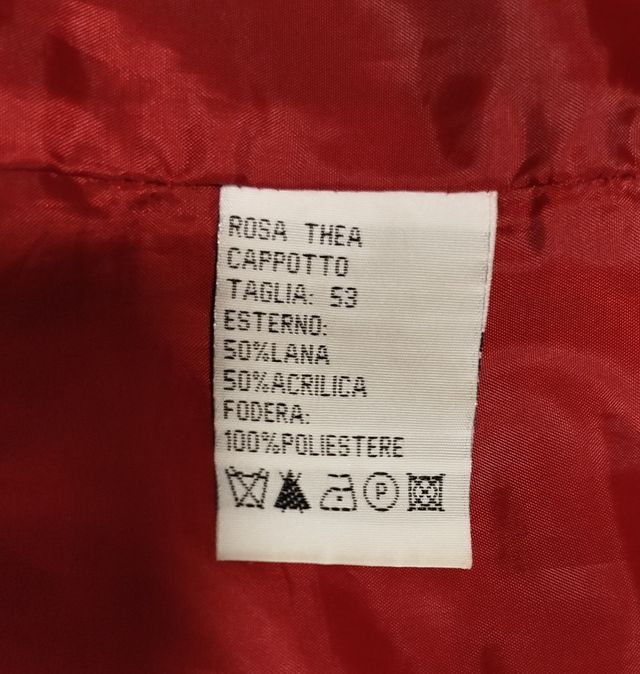 ROSA THEA
CAPPOTTO
TAGLIA: 53
ESTERNO:
50%LANA
50%ACRILICA
FODERA:
100%POLIESTERE
P